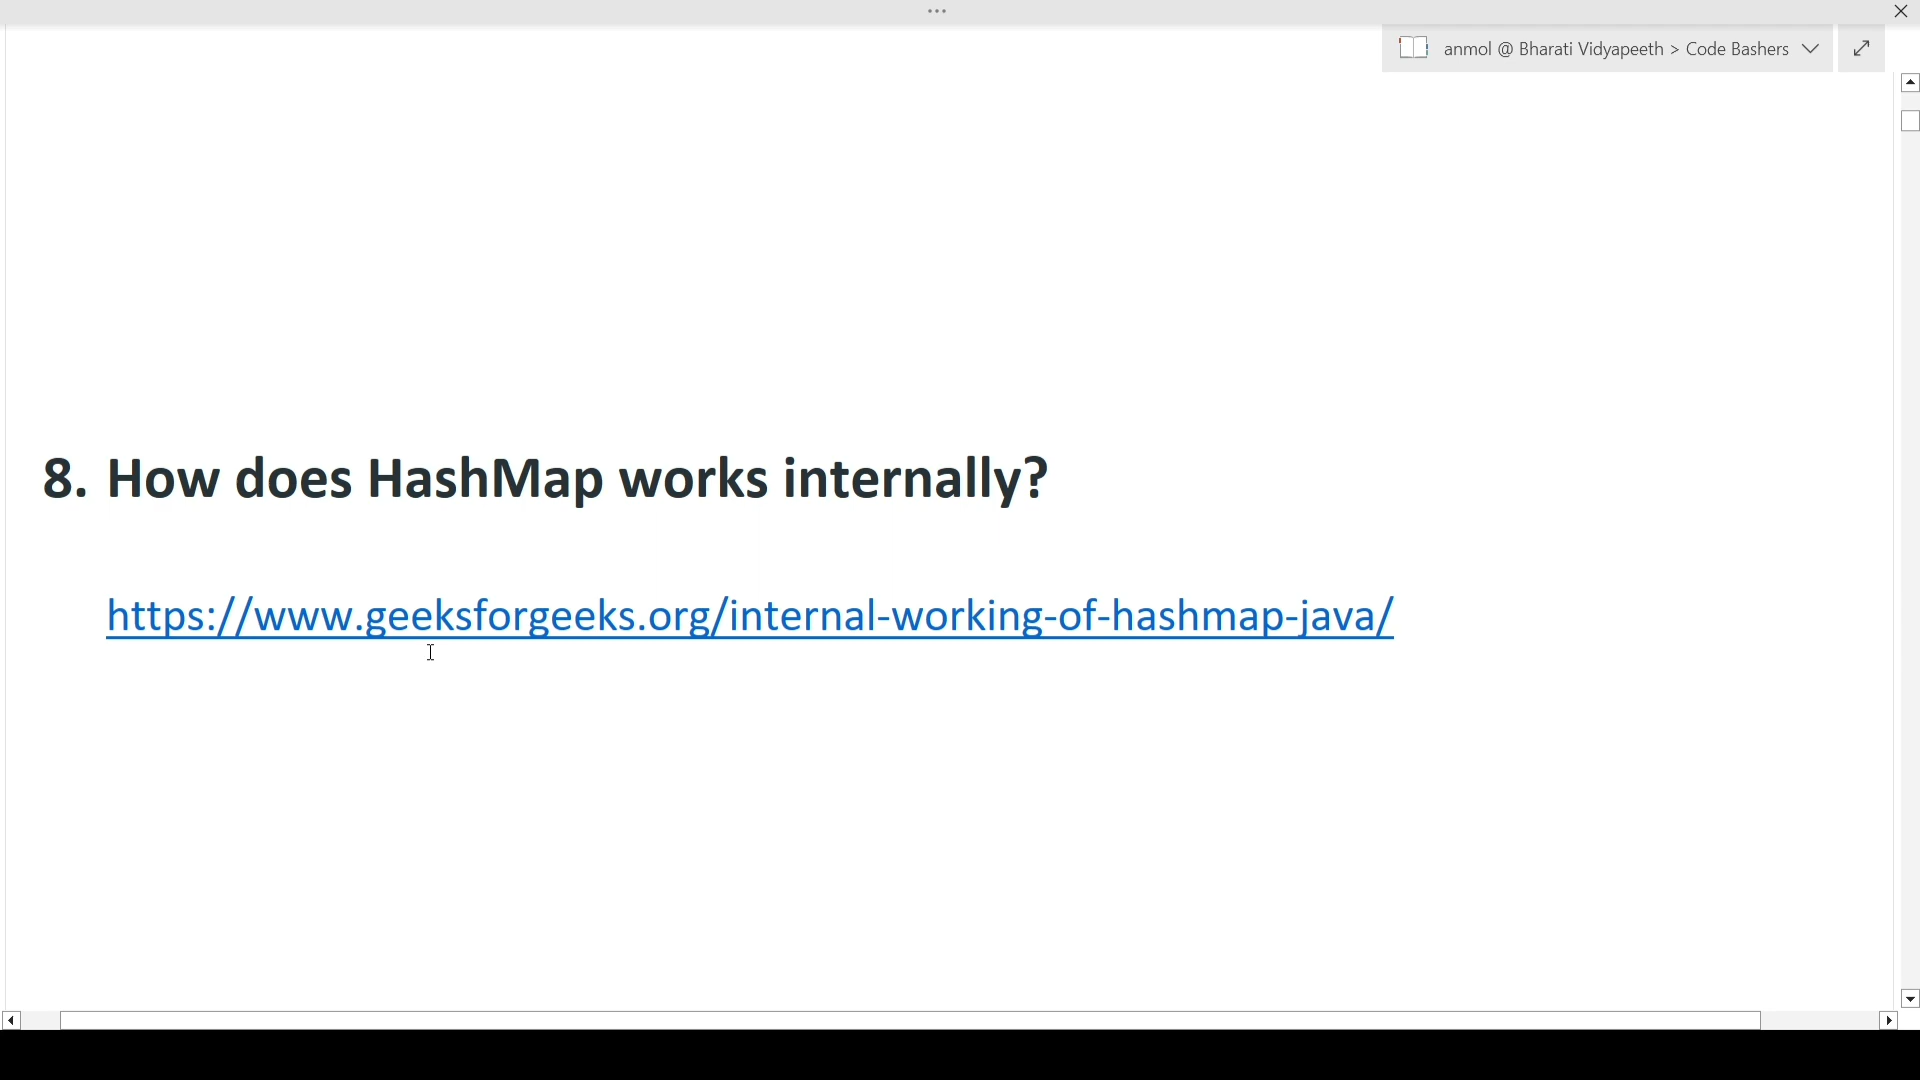 anmol @ Bharati Vidyapeeth > Code Bashers
8. How does HashMap works internally?
https://www.geeksforgeeks.org/internal-working-of-hashmap-java/